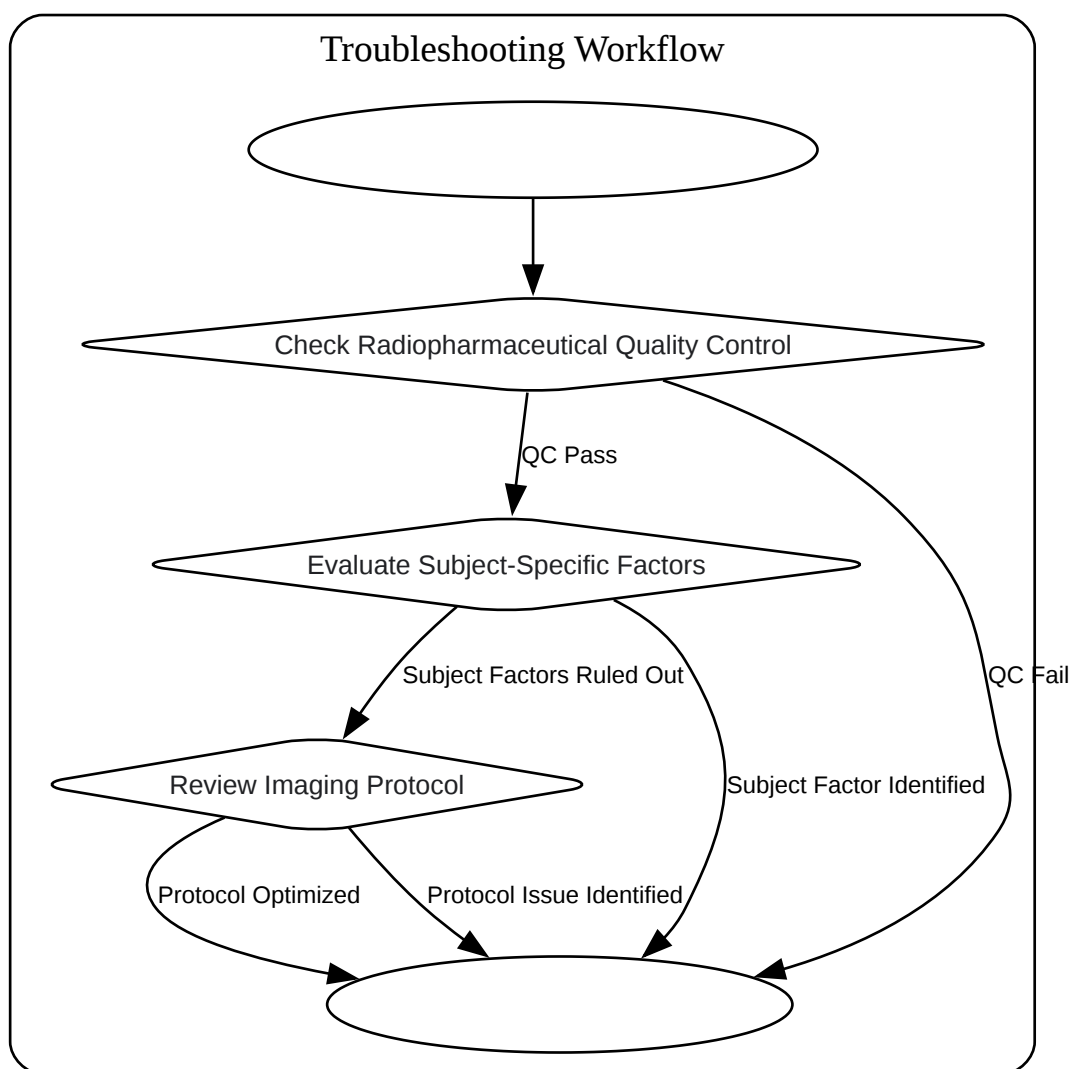 Troubleshooting Workflow
Check Radiopharmaceutical Quality Control
QC Pass
Evaluate Subject-Specific Factors
Subject Factors Ruled Out
QC Fail
Review Imaging Protocol
Subject Factor Identified
Protocol Optimized
Protocol Issue Identified